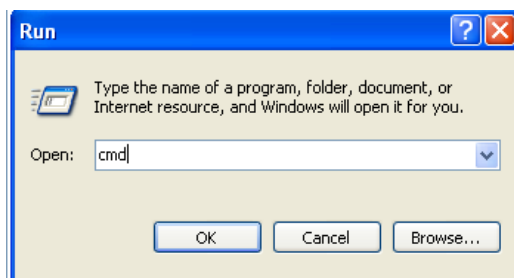 Run
Type the name of a program, folder, document, or
Internet resource, and Windows will open it for you.
Open: cmd
OK Cancel Browse...